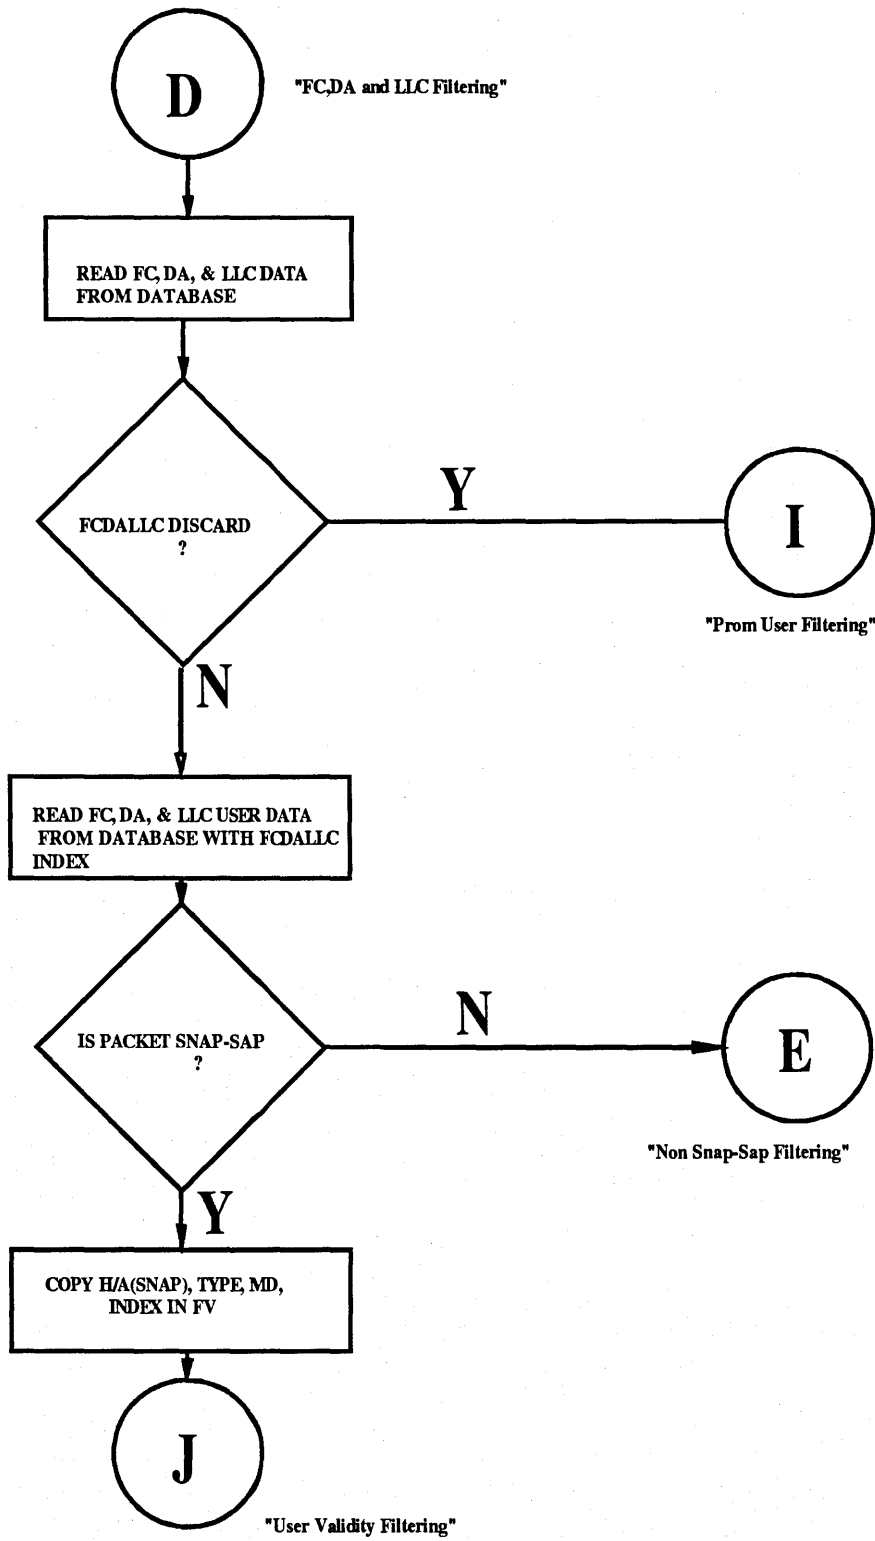 D
"FC,DA and LLC Filtering"
READ FC, DA, & LLC DATA
FROM DATABASE
FCDALLC DISCARD
?
Y
I
"Prom User Filtering"
N
READ FC, DA, & LLC USER DATA
FROM DATABASE WITH FCDALLC
INDEX
IS PACKET SNAP-SAP
?
N
E
"Non Snap-Sap Filtering"
Y
COPY H/A(SNAP), TYPE, MD,
INDEX IN FV
J
"User Validity Filtering"